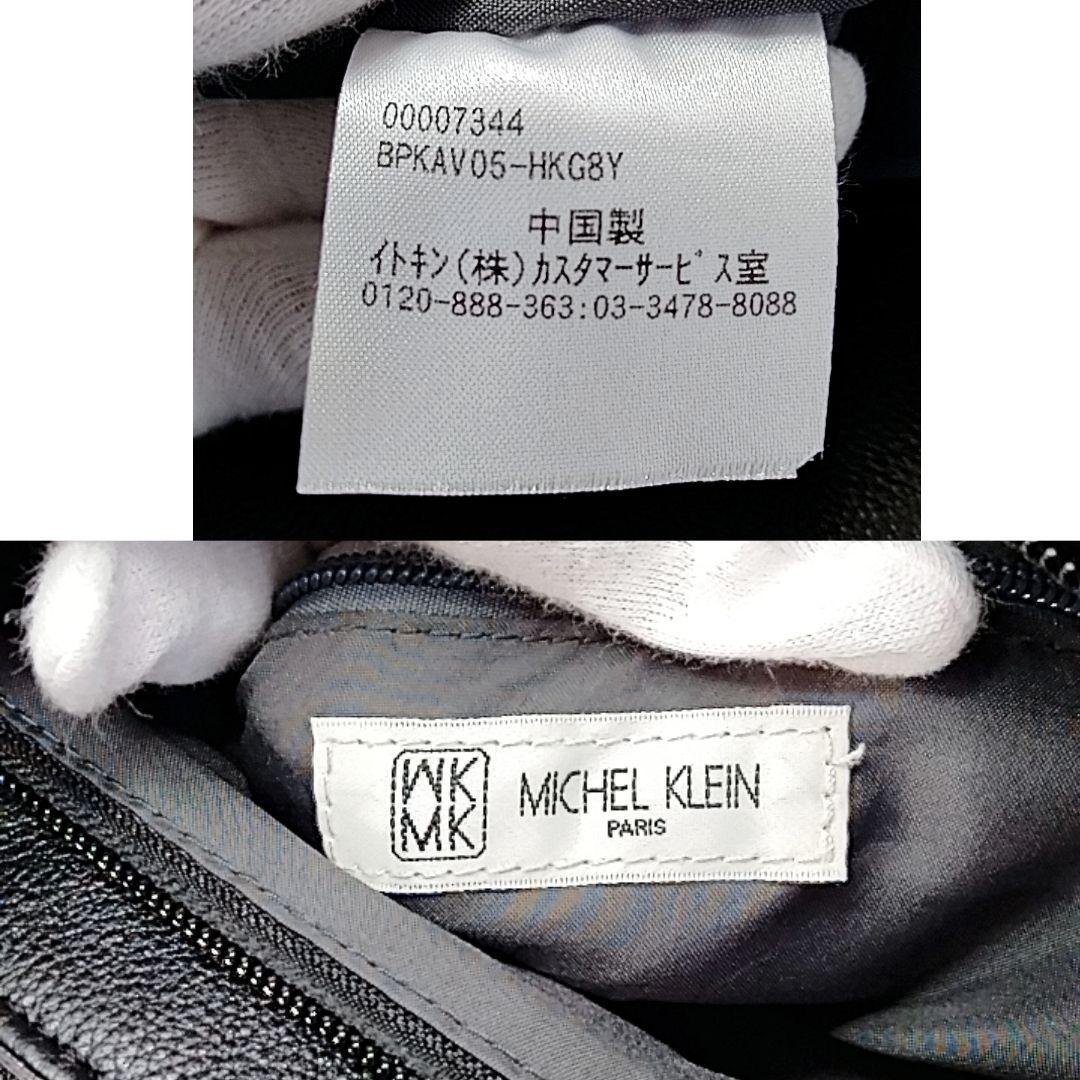 00007344
BPKAV05-HKG8Y
中国製
イトキン(株)カスタマーサービス室
0120-888-363:03-3478-8088
MK
MK
MICHEL KLEIN
PARIS